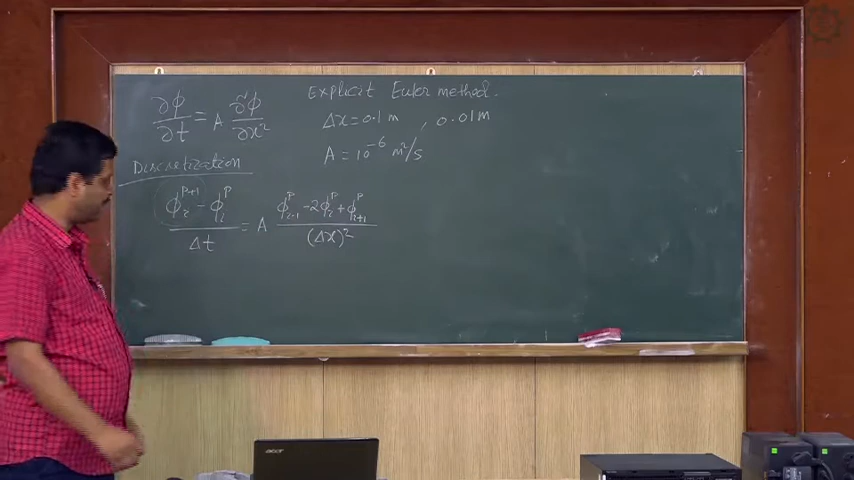 ∂φ/∂t = A ∂²φ/∂x²
Explicit Euler method.
Δx = 0.1 m , 0.01 m
A = 10⁻⁶ m²/s
Discretization
(φᵢᵖ⁺¹ - φᵢᵖ)/Δt = A (φᵢ₋₁ᵖ - 2φᵢᵖ + φᵢ₊₁ᵖ)/(Δx)²
acer